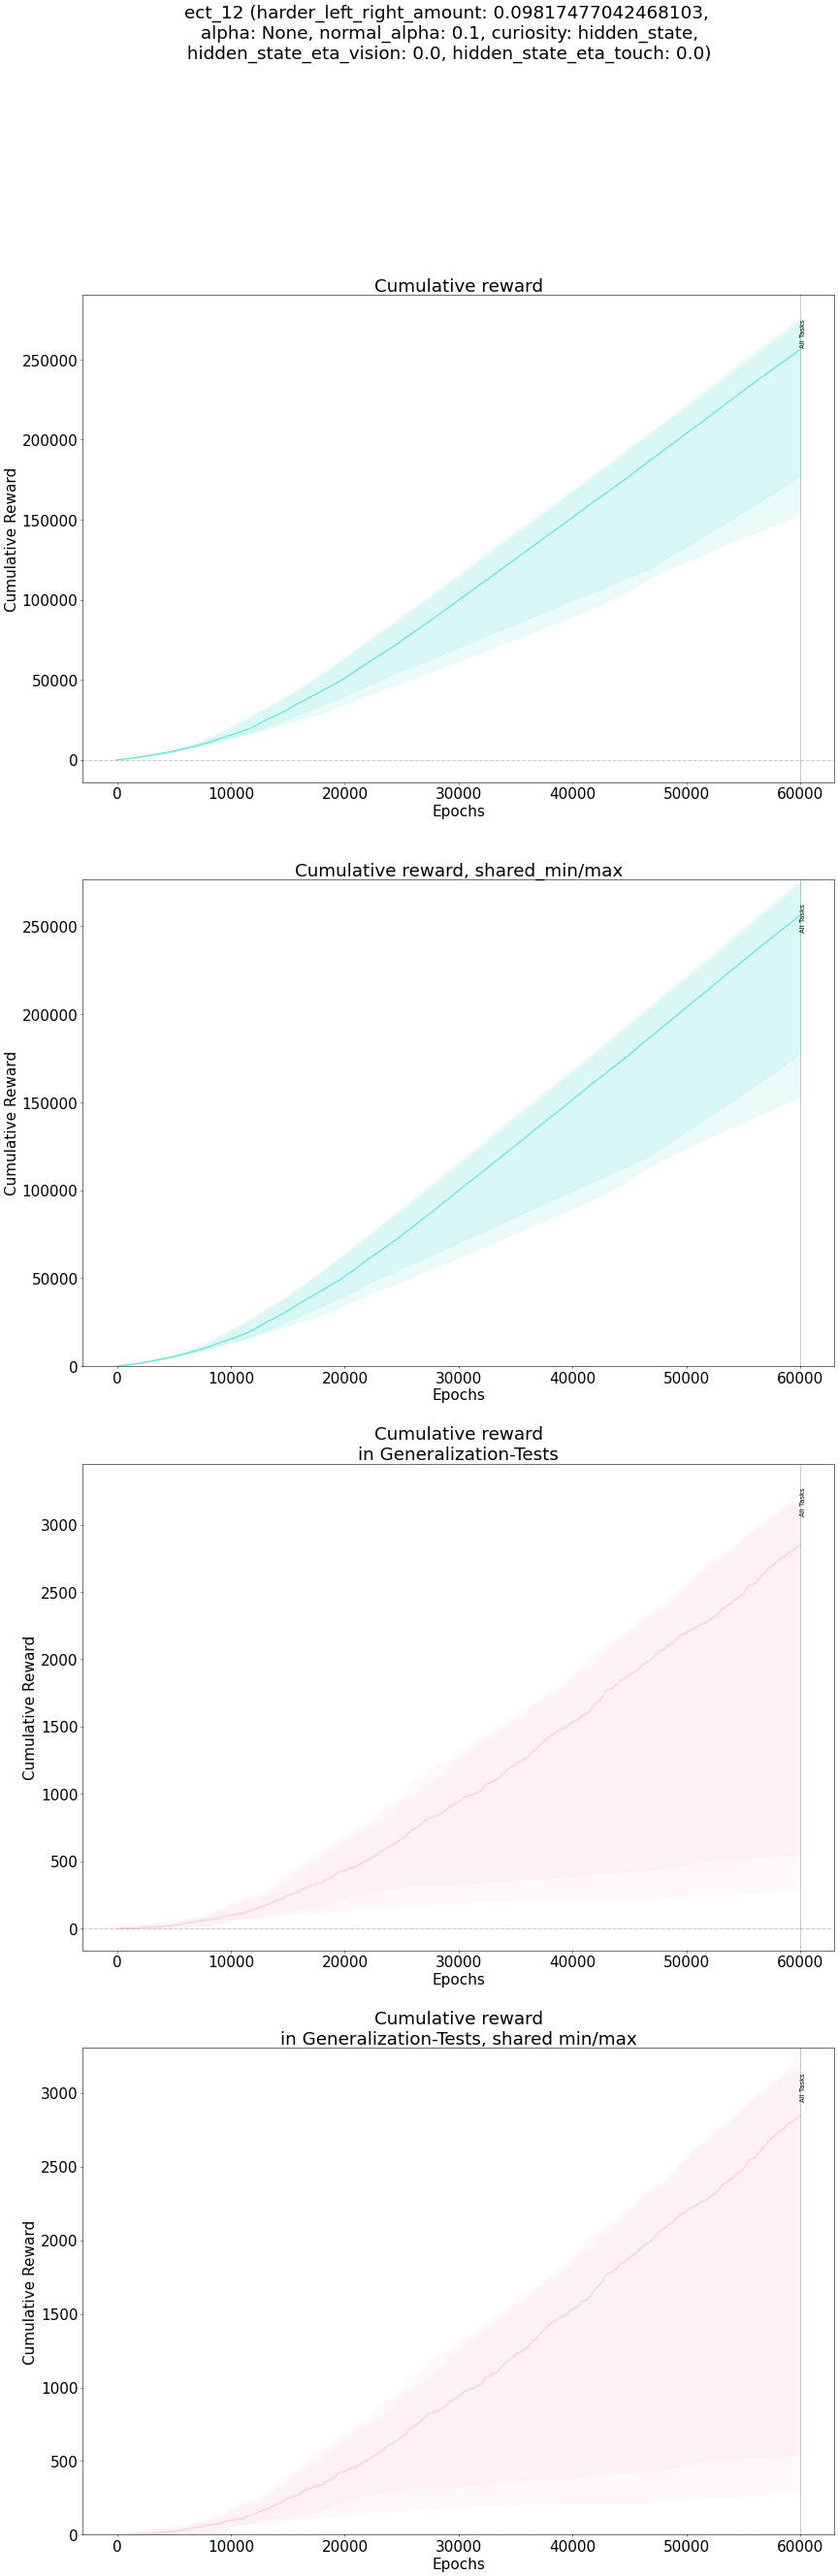 ect_12 (harder_left_right_amount: 0.09817477042468103,
alpha: None, normal_alpha: 0.1, curiosity: hidden_state,
hidden_state_eta_vision: 0.0, hidden_state_eta_touch: 0.0)
Cumulative reward
250000
200000
150000
100000
50000
0
Cumulative Reward
All Tasks
0 10000 20000 30000 40000 50000 60000
Epochs
Cumulative reward, shared_min/max
250000
200000
150000
100000
50000
0
Cumulative Reward
All Tasks
0 10000 20000 30000 40000 50000 60000
Epochs
Cumulative reward
in Generalization-Tests
3000
2500
2000
1500
1000
500
0
Cumulative Reward
All Tasks
0 10000 20000 30000 40000 50000 60000
Epochs
Cumulative reward
in Generalization-Tests, shared min/max
3000
2500
2000
1500
1000
500
0
Cumulative Reward
All Tasks
0 10000 20000 30000 40000 50000 60000
Epochs